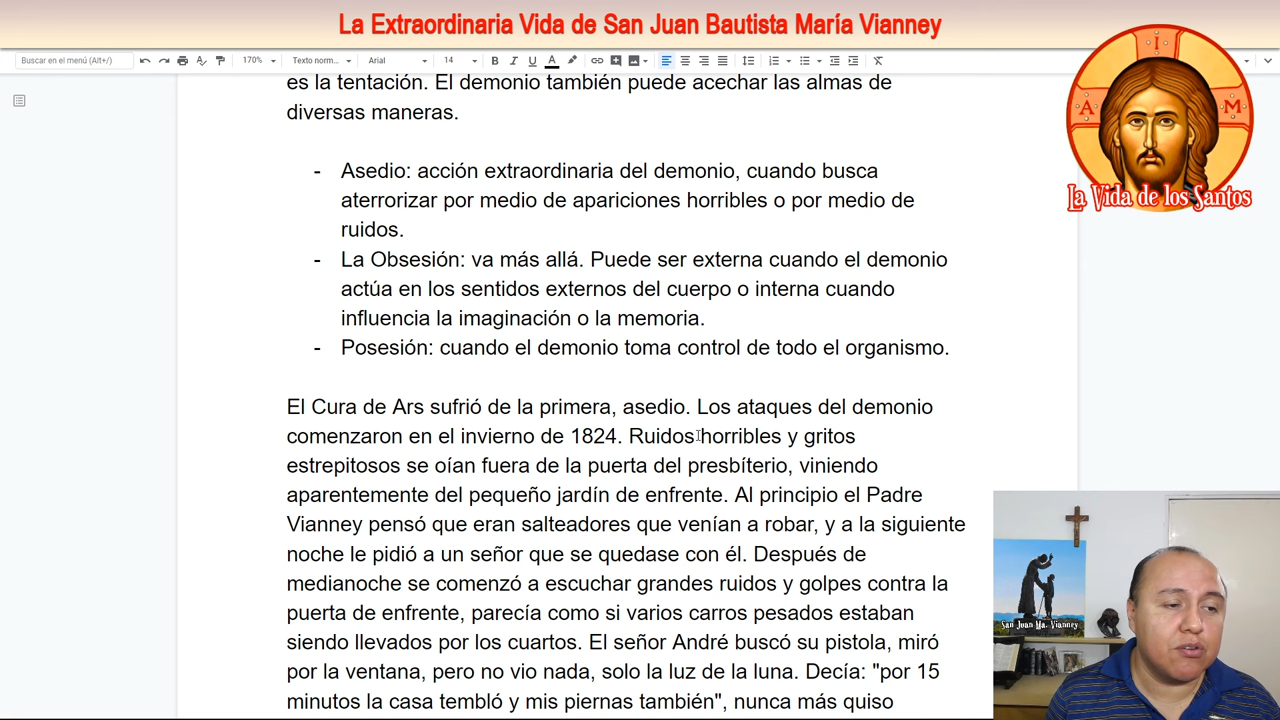 La Extraordinaria Vida de San Juan Bautista María Vianney
Buscar en el menú (Alt+/)
170%
Texto norm...
Arial
14
B I U A
I
A M
La Vida de los Santos
es la tentación. El demonio también puede acechar las almas de
diversas maneras.
- Asedio: acción extraordinaria del demonio, cuando busca
aterrorizar por medio de apariciones horribles o por medio de
ruidos.
- La Obsesión: va más allá. Puede ser externa cuando el demonio
actúa en los sentidos externos del cuerpo o interna cuando
influencia la imaginación o la memoria.
- Posesión: cuando el demonio toma control de todo el organismo.
El Cura de Ars sufrió de la primera, asedio. Los ataques del demonio
comenzaron en el invierno de 1824. Ruidos horribles y gritos
estrepitosos se oían fuera de la puerta del presbíterio, viniendo
aparentemente del pequeño jardín de enfrente. Al principio el Padre
Vianney pensó que eran salteadores que venían a robar, y a la siguiente
noche le pidió a un señor que se quedase con él. Después de
medianoche se comenzó a escuchar grandes ruidos y golpes contra la
puerta de enfrente, parecía como si varios carros pesados estaban
siendo llevados por los cuartos. El señor André buscó su pistola, miró
por la ventana, pero no vio nada, solo la luz de la luna. Decía: "por 15
minutos la casa tembló y mis piernas también", nunca más quiso
San Juan Ma. Vianney